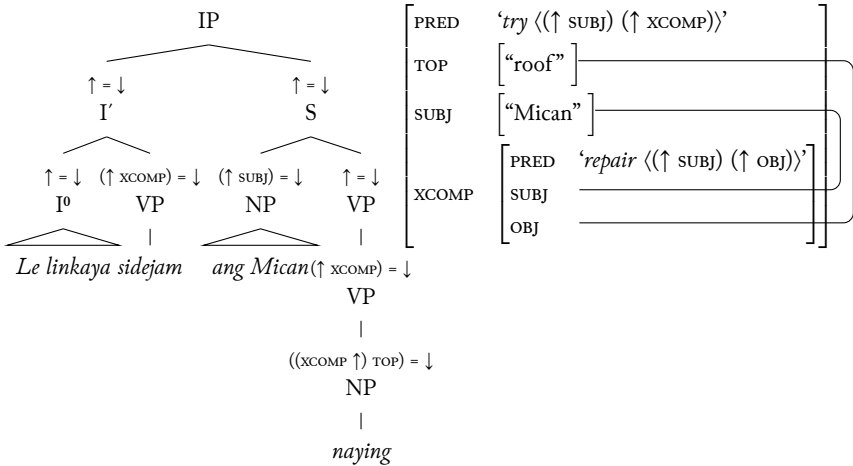 IP
↑ = ↓ ↑ = ↓
I′ S
↑ = ↓ (↑ XCOMP) = ↓ (↑ SUBJ) = ↓ ↑ = ↓
I⁰ VP NP VP
Le linkaya sidejam ang Mican (↑ XCOMP) = ↓
VP
((XCOMP ↑) TOP) = ↓
NP
naying
PRED ‘try ⟨(↑ SUBJ) (↑ XCOMP)⟩’
TOP [“roof”]
SUBJ [“Mican”]
XCOMP
PRED ‘repair ⟨(↑ SUBJ) (↑ OBJ)⟩’
SUBJ
OBJ